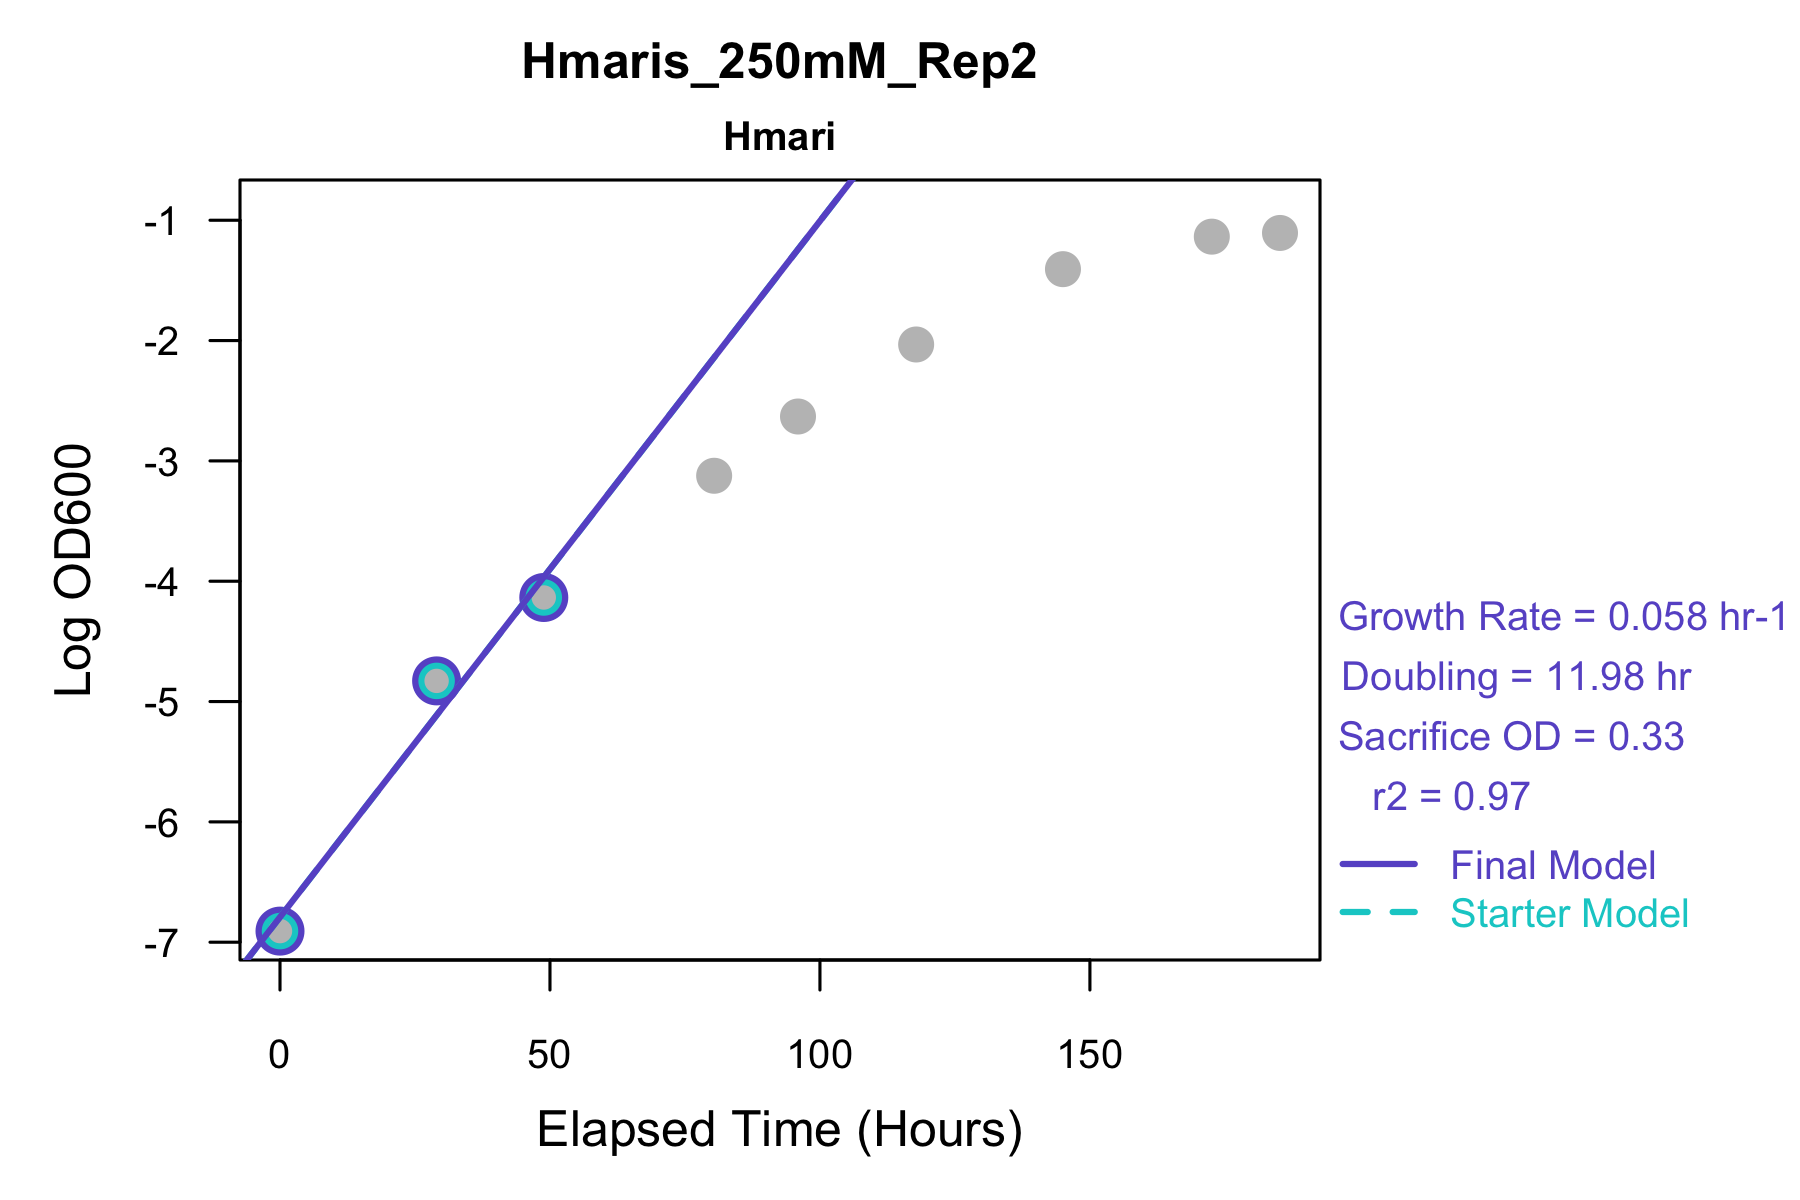 Hmaris_250mM_Rep2
Hmari
-1
-2
-3
-4
-5
-6
-7
Log OD600
0
50
100
150
Elapsed Time (Hours)
Growth Rate = 0.058 hr-1
Doubling = 11.98 hr
Sacrifice OD = 0.33
r2 = 0.97
Final Model
Starter Model